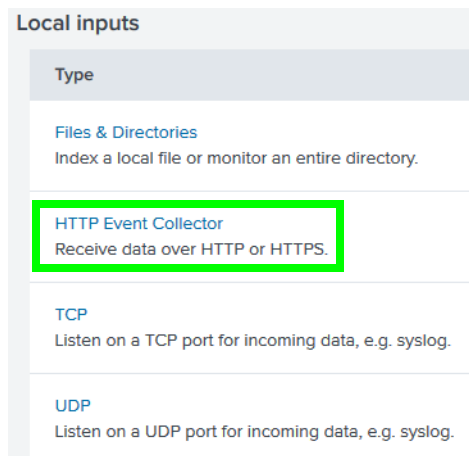 Local inputs
Type
Files & Directories
Index a local file or monitor an entire directory.
HTTP Event Collector
Receive data over HTTP or HTTPS.
TCP
Listen on a TCP port for incoming data, e.g. syslog.
UDP
Listen on a UDP port for incoming data, e.g. syslog.